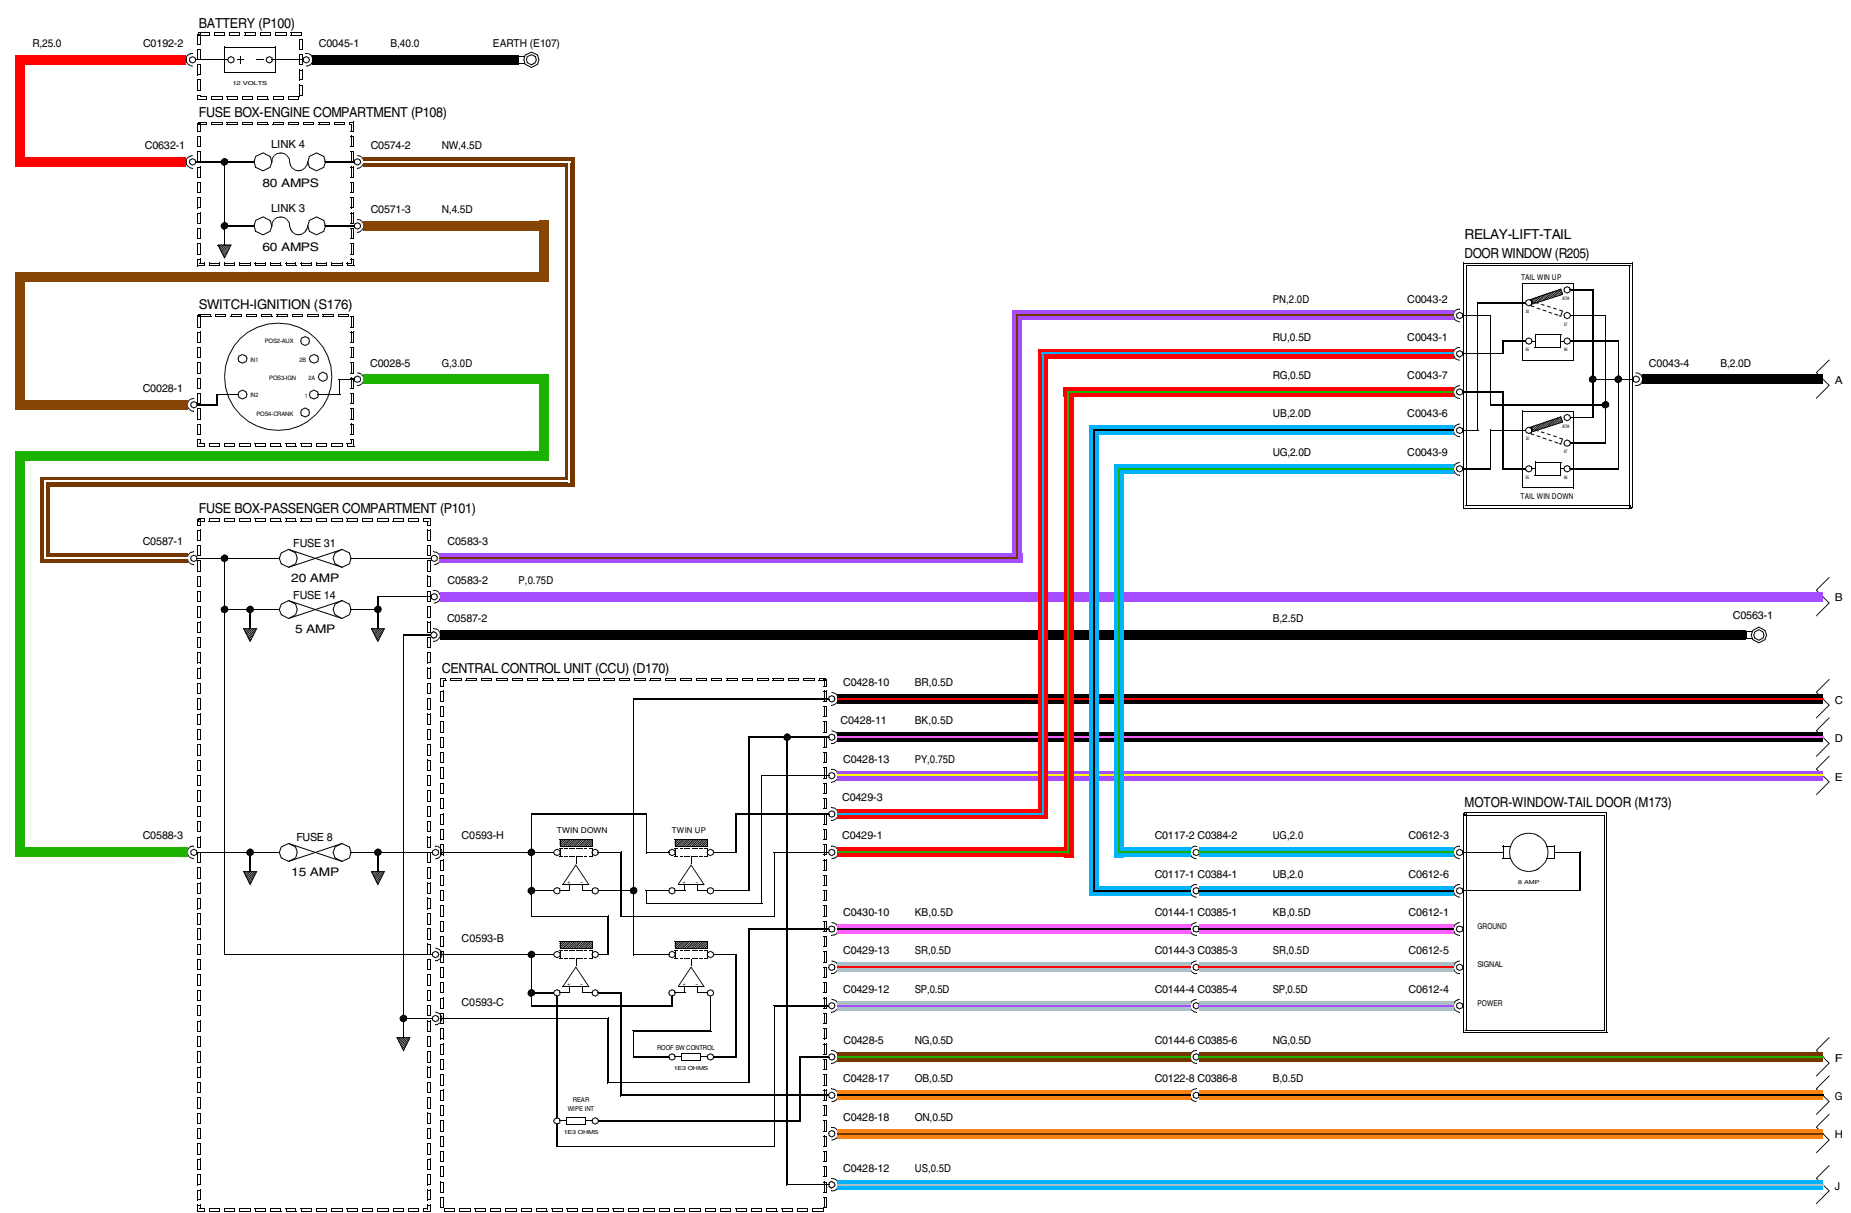 BATTERY (P100)
R,25.0 C0192-2 C0045-1 B,40.0 EARTH (E107)
+ −
12 VOLTS
FUSE BOX-ENGINE COMPARTMENT (P108)
C0632-1 LINK 4 C0574-2 NW,4.5D
80 AMPS
LINK 3 C0571-3 N,4.5D
60 AMPS
SWITCH-IGNITION (S176)
POS2-AUX
IN1 2B
C0028-5 G,3.0D
POS3-IGN 2A
C0028-1 IN2 1
POS4-CRANK
RELAY-LIFT-TAIL
DOOR WINDOW (R205)
TAIL WIN UP
PN,2.0D C0043-2
RU,0.5D C0043-1
RG,0.5D C0043-7
UB,2.0D C0043-6
UG,2.0D C0043-9
30 87A
87
85 86
C0043-4 B,2.0D A
30 87A
87
85 86
TAIL WIN DOWN
FUSE BOX-PASSENGER COMPARTMENT (P101)
C0587-1 FUSE 31 C0583-3
20 AMP
C0583-2 P,0.75D B
FUSE 14
5 AMP
C0587-2 B,2.5D C0563-1
CENTRAL CONTROL UNIT (CCU) (D170)
C0428-10 BR,0.5D C
C0428-11 BK,0.5D D
C0428-13 PY,0.75D E
C0429-3
MOTOR-WINDOW-TAIL DOOR (M173)
C0588-3 FUSE 8 C0593-H TWIN DOWN TWIN UP C0429-1 C0117-2 C0384-2 UG,2.0 C0612-3
15 AMP
C0117-1 C0384-1 UB,2.0 C0612-6 8 AMP
C0430-10 KB,0.5D C0144-1 C0385-1 KB,0.5D C0612-1 GROUND
C0593-B C0429-13 SR,0.5D C0144-3 C0385-3 SR,0.5D C0612-5 SIGNAL
C0593-C C0429-12 SP,0.5D C0144-4 C0385-4 SP,0.5D C0612-4 POWER
ROOF SW CONTROL
1E3 OHMS
C0428-5 NG,0.5D C0144-6 C0385-6 NG,0.5D F
C0428-17 OB,0.5D C0122-8 C0386-8 B,0.5D G
REAR
WIPE INT
1E3 OHMS
C0428-18 ON,0.5D H
C0428-12 US,0.5D J